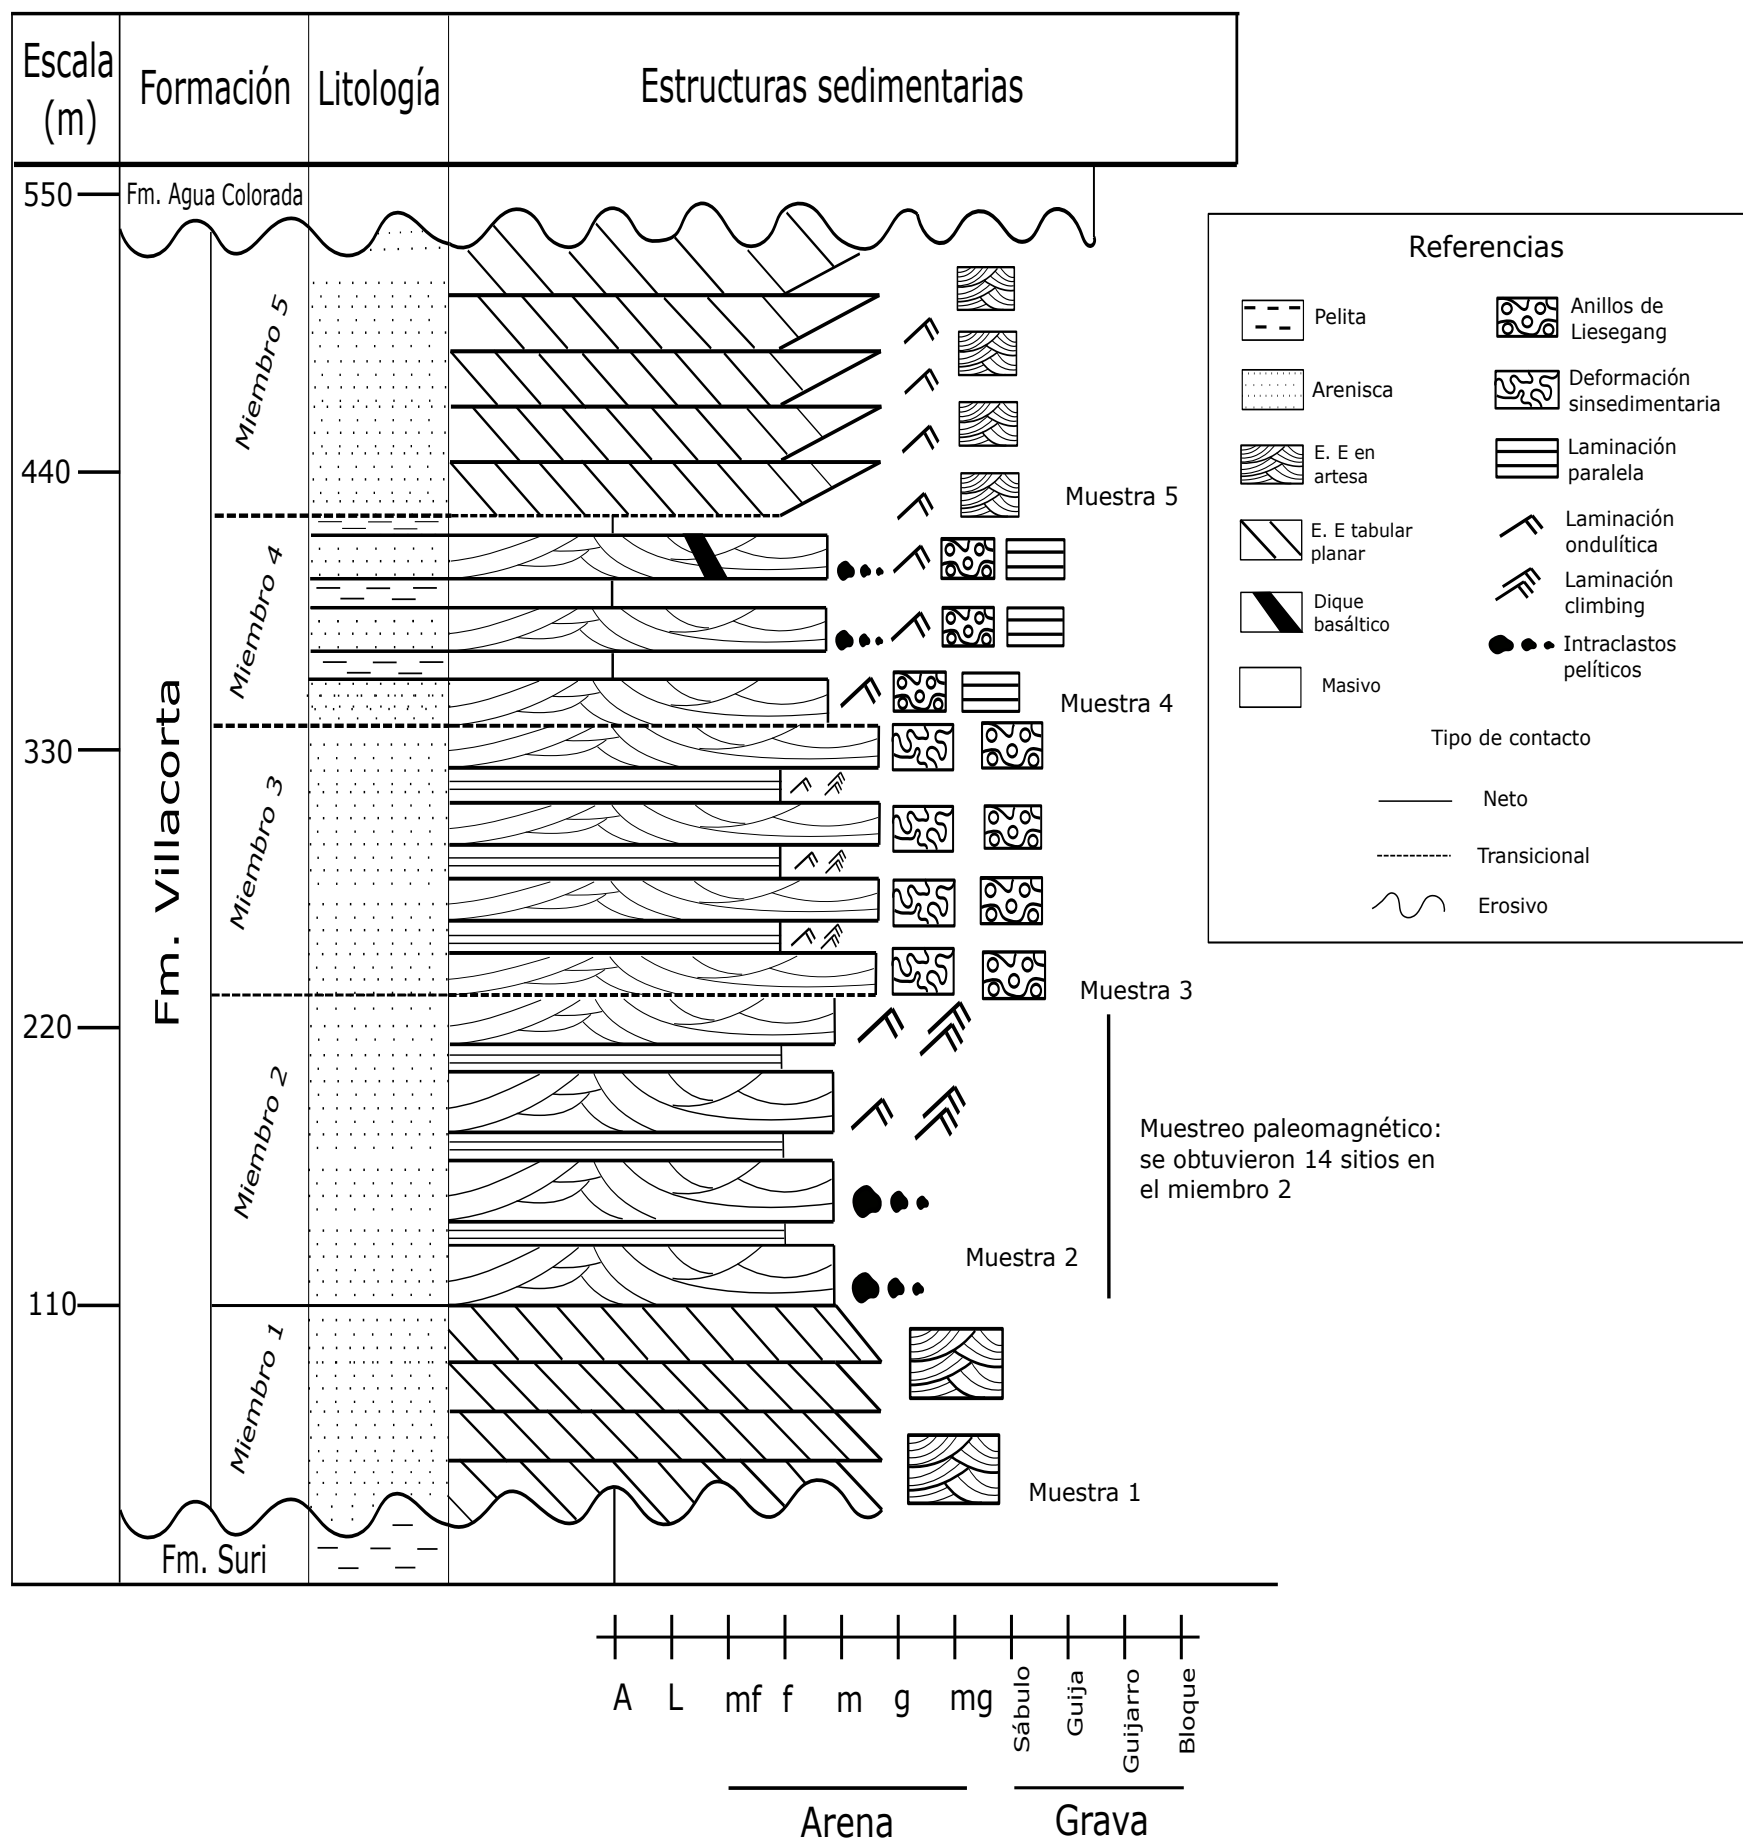 Escala
(m)
Formación
Litología
Estructuras sedimentarias
550
Fm. Agua Colorada
440
330
220
110
Fm. Villacorta
Miembro 5
Miembro 4
Miembro 3
Miembro 2
Miembro 1
Fm. Suri
Muestra 5
Muestra 4
Muestra 3
Muestreo paleomagnético:
se obtuvieron 14 sitios en
el miembro 2
Muestra 2
Muestra 1
Referencias
Pelita
Arenisca
E. E en
artesa
E. E tabular
planar
Dique
basáltico
Masivo
Anillos de
Liesegang
Deformación
sinsedimentaria
Laminación
paralela
Laminación
ondulítica
Laminación
climbing
Intraclastos
pelíticos
Tipo de contacto
Neto
Transicional
Erosivo
A L mf f m g mg Sábulo Guija Guijarro Bloque
Arena Grava